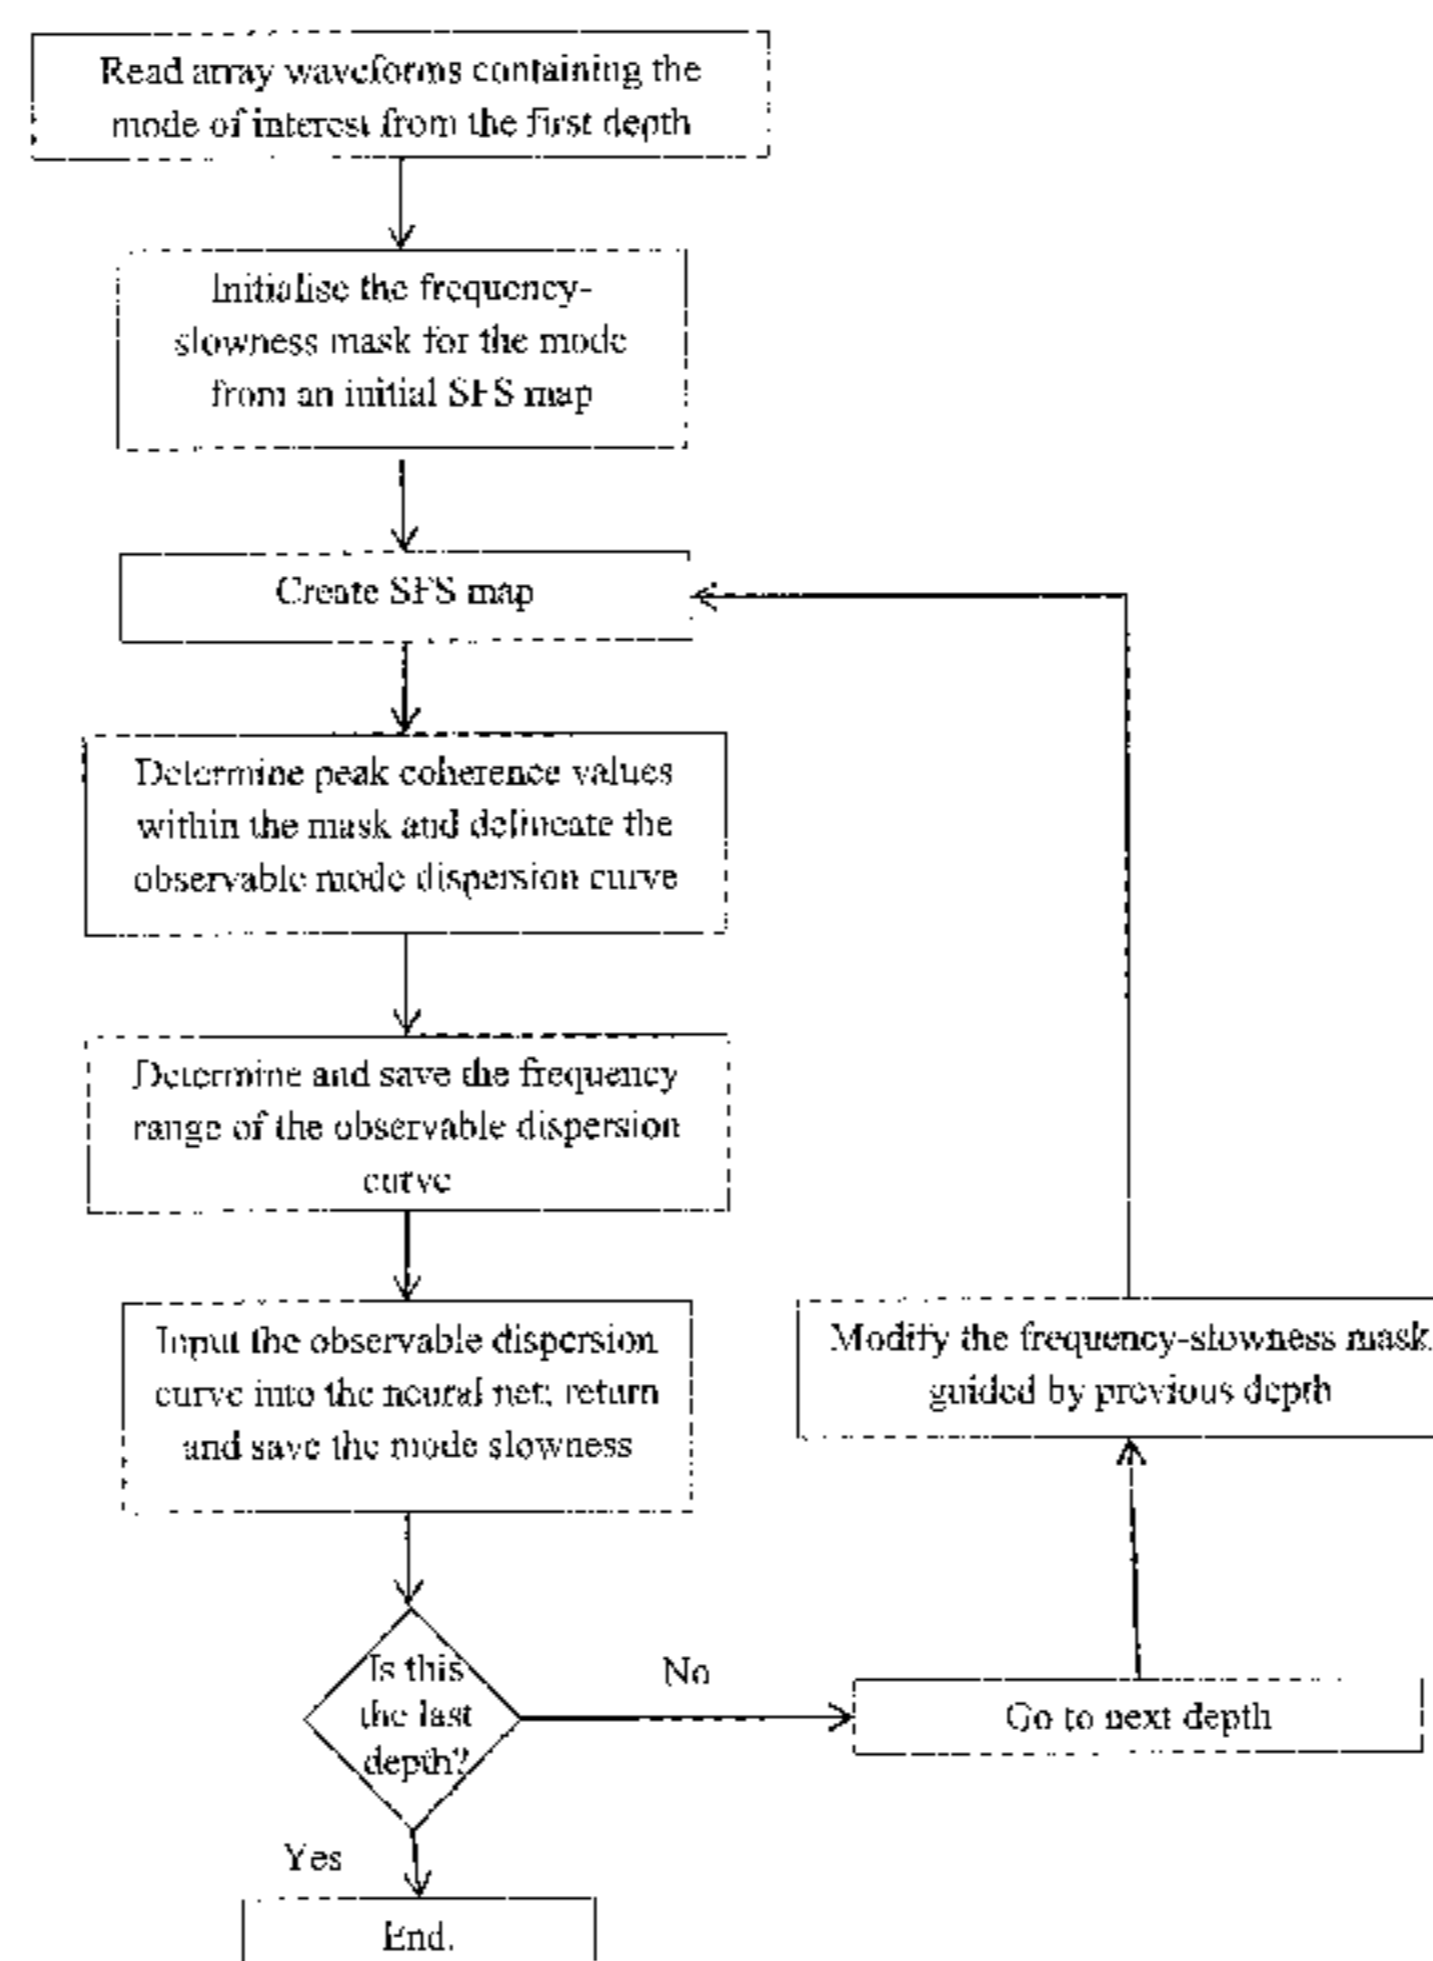 Read array waveforms containing the
mode of interest from the first depth
Initialise the frequency-
slowness mask for the mode
from an initial SFS map
Create SFS map
Determine peak coherence values
within the mask and delineate the
observable mode dispersion curve
Determine and save the frequency
range of the observable dispersion
curve
Input the observable dispersion
curve into the neural net; return
and save the mode slowness
Modify the frequency-slowness mask
guided by previous depth
Is this
the last
depth?
No
Go to next depth
Yes
End.